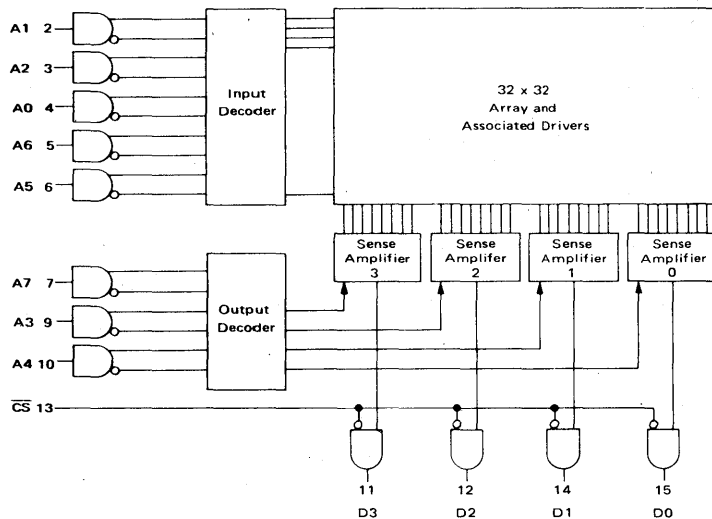 A1 2
A2 3
A0 4
A6 5
A5 6
Input
Decoder
32 x 32
Array and
Associated Drivers
Sense
Amplifier
3
Sense
Amplifer
2
Sense
Amplifier
1
Sense
Amplifier
0
A7 7
A3 9
A4 10
Output
Decoder
CS 13
11
12
14
15
D3
D2
D1
D0